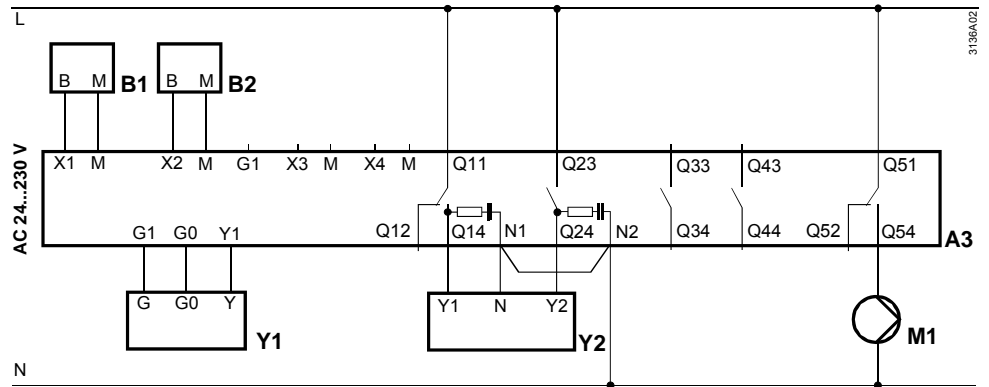 L
3136A02
B M B1
B M B2
AC 24...230 V
X1 M X2 M G1 X3 M X4 M Q11 Q23 Q33 Q43 Q51
G1 G0 Y1 Q12 Q14 N1 Q24 N2 Q34 Q44 Q52 Q54 A3
G G0 Y Y1
Y1 N Y2 Y2
M1
N